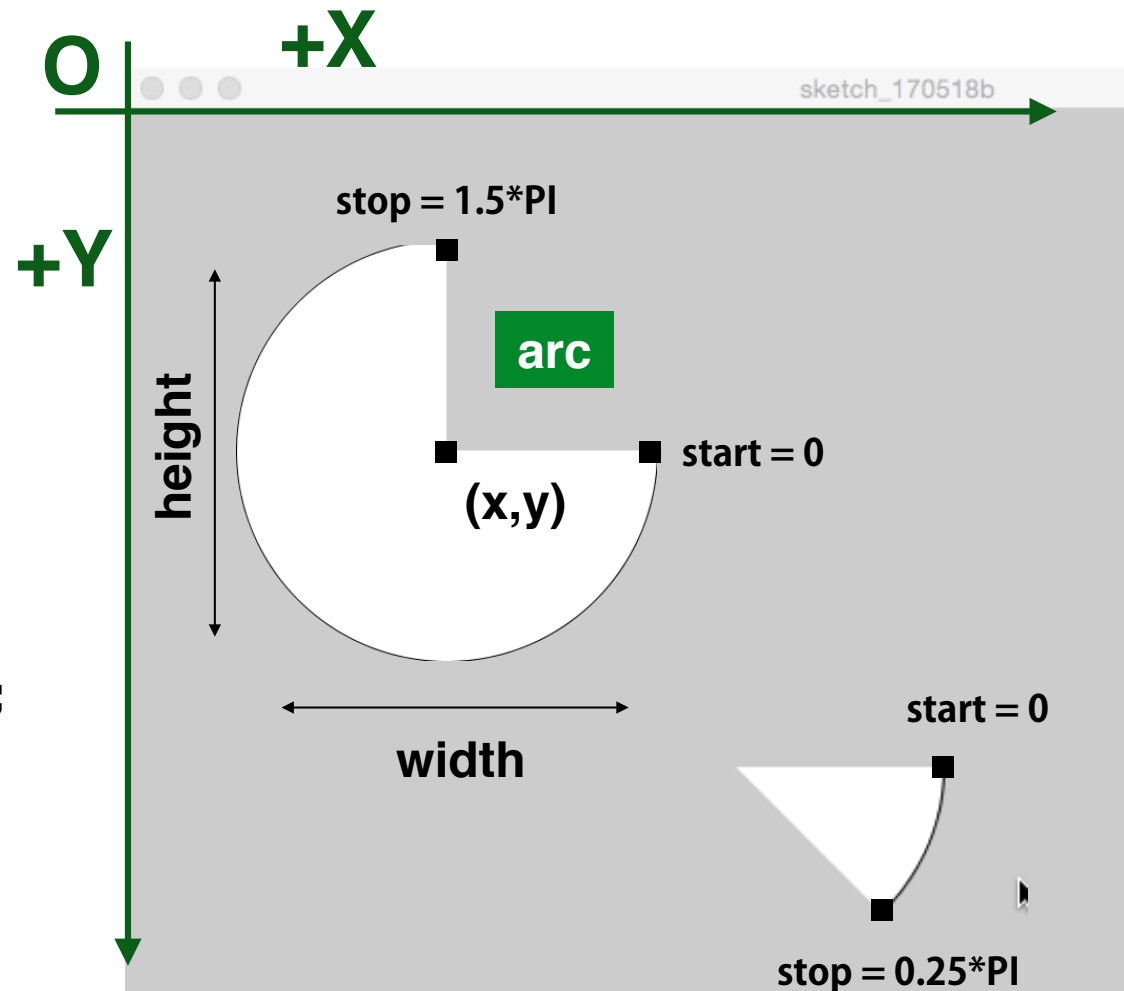 O
+X
sketch_170518b
stop = 1.5*PI
+Y
arc
height
start = 0
(x,y)
start = 0
width
stop = 0.25*PI